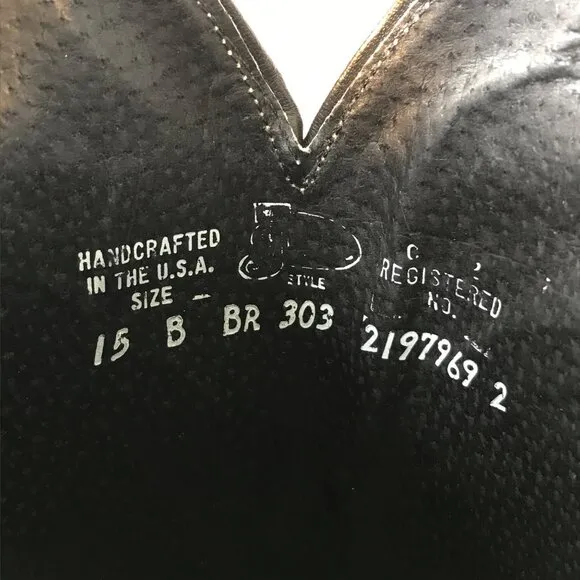 HANDCRAFTED
IN THE U.S.A.
SIZE -
15 B
STYLE
BR 303
REGISTERED
NO.
2197969 2